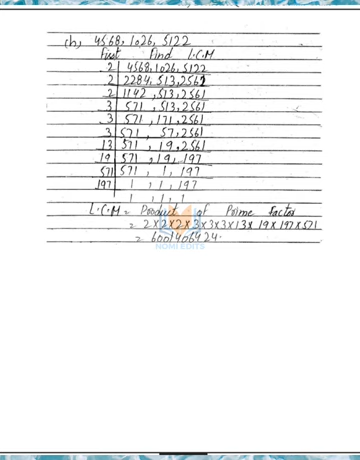 (h) 4568, 1026, 5122
First Find L.C.M
2 | 4568, 1026, 5122
2 | 2284, 513, 2561
2 | 1142, 513, 2561
3 | 571, 513, 2561
3 | 571, 171, 2561
3 | 571, 57, 2561
13 | 571, 19, 2561
19 | 571, 19, 197
571 | 571, 1, 197
197 | 1, 1, 197
1, 1, 1
L.C.M = Product of Prime Factor
= 2×2×2×3×3×3×13×19×197×571
= 6001406424.
NOMI EDITS